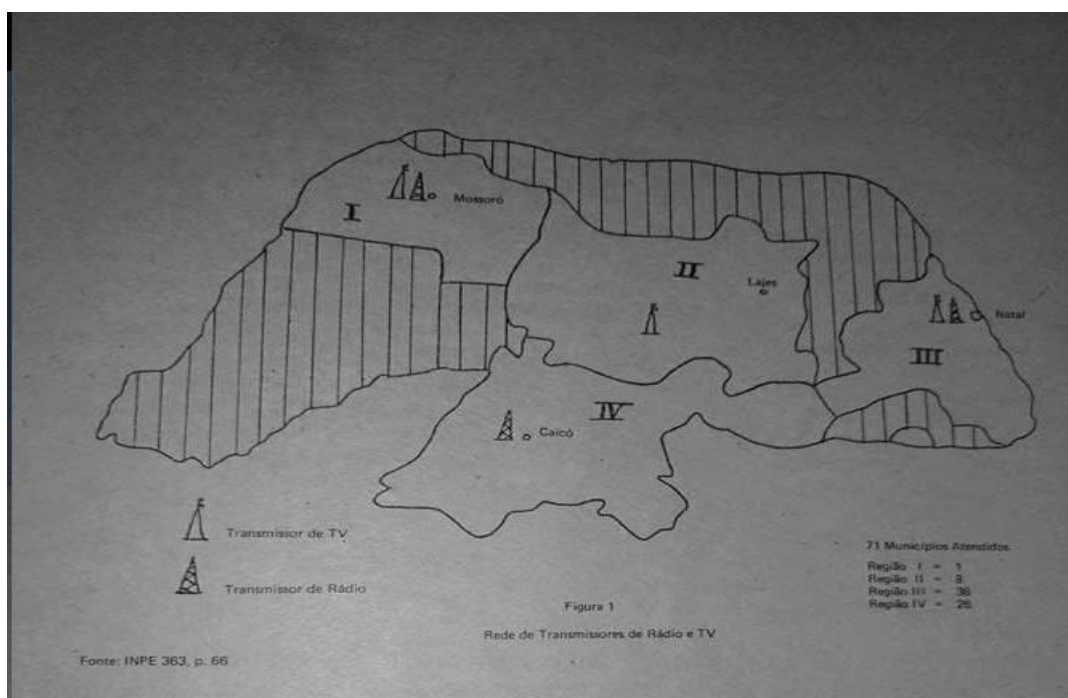 I
Mossoró
II
Lajes
Natal
III
IV
Caicó
Transmissor de TV
Transmissor de Rádio
71 Municípios Atendidos
Região I = 1
Região II = 8
Região III = 36
Região IV = 26
Figura 1
Rede de Transmissores de Rádio e TV
Fonte: INPE 363, p. 66